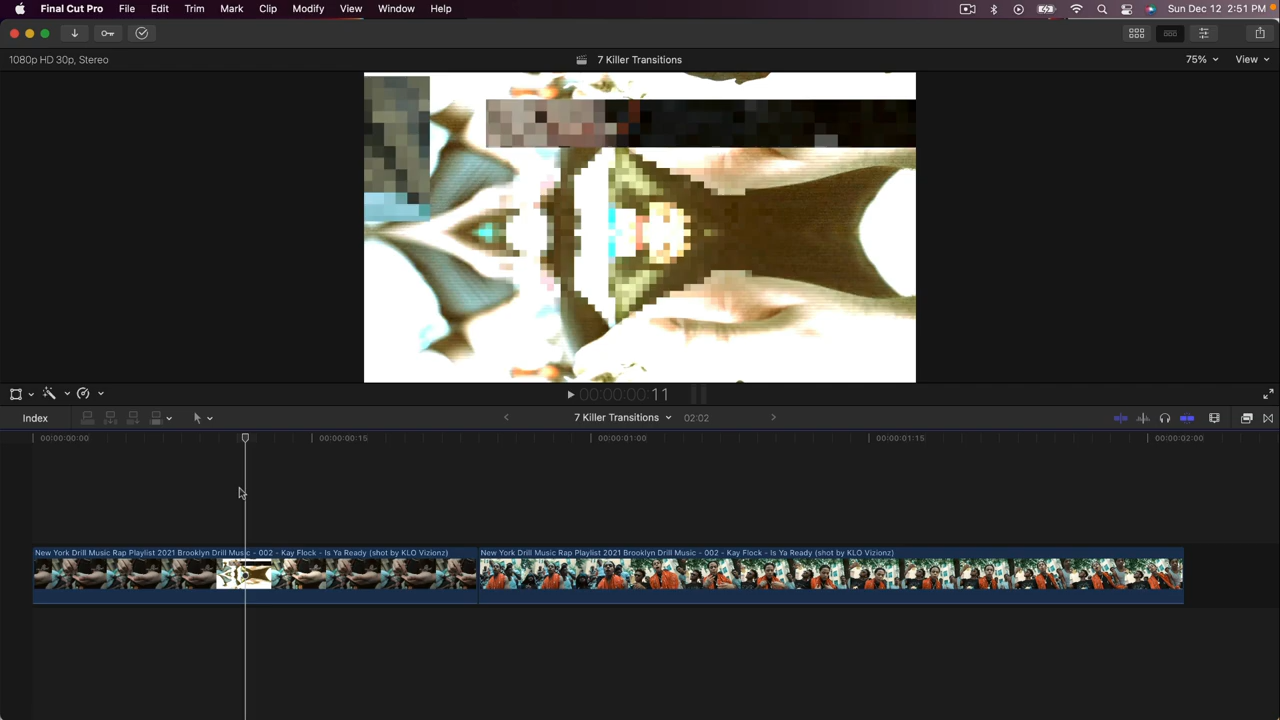 Final Cut Pro File Edit Trim Mark Clip Modify View Window Help Sun Dec 12 2:51 PM
1080p HD 30p, Stereo 7 Killer Transitions 75% View
00:00:00:11
Index 7 Killer Transitions 02:02
00:00:00:00 00:00:00:15 00:00:01:00 00:00:01:15 00:00:02:00
New York Drill Music Rap Playlist 2021 Brooklyn Drill Music - 002 - Kay Flock - Is Ya Ready (shot by KLO Vizionz) New York Drill Music Rap Playlist 2021 Brooklyn Drill Music - 002 - Kay Flock - Is Ya Ready (shot by KLO Vizionz)